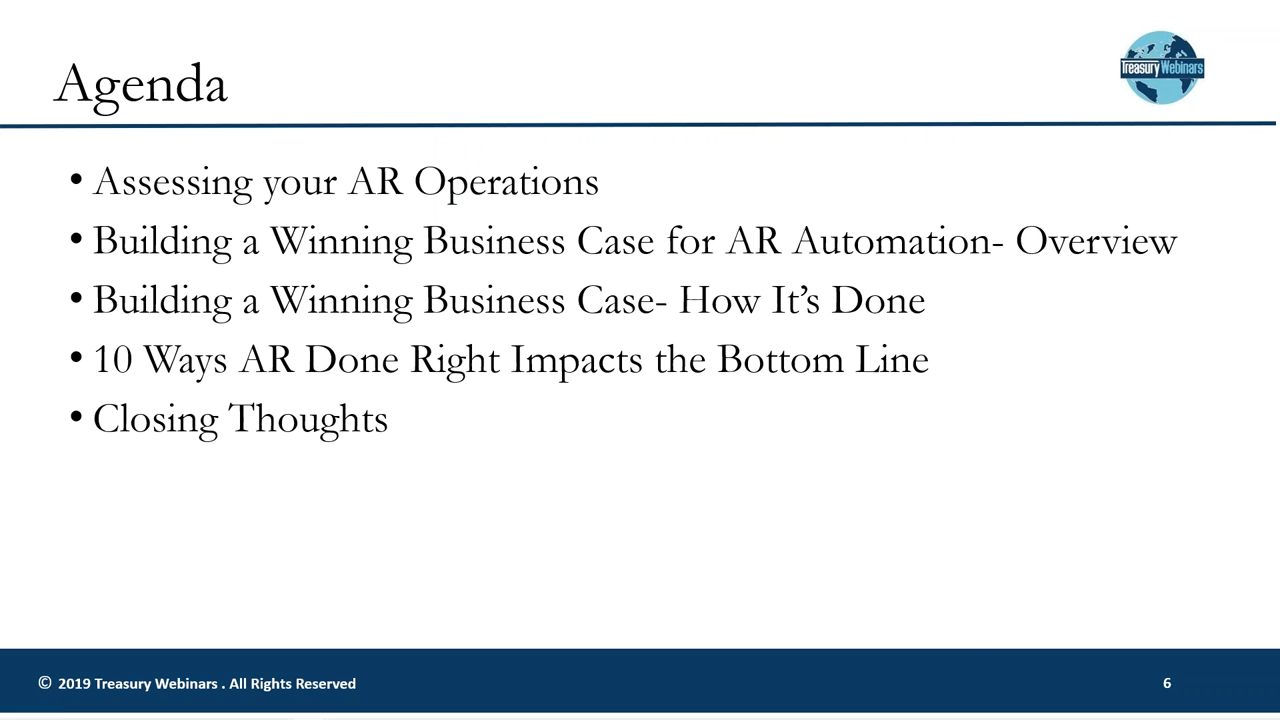 Agenda
Treasury Webinars
• Assessing your AR Operations
• Building a Winning Business Case for AR Automation- Overview
• Building a Winning Business Case- How It’s Done
• 10 Ways AR Done Right Impacts the Bottom Line
• Closing Thoughts
© 2019 Treasury Webinars . All Rights Reserved
6